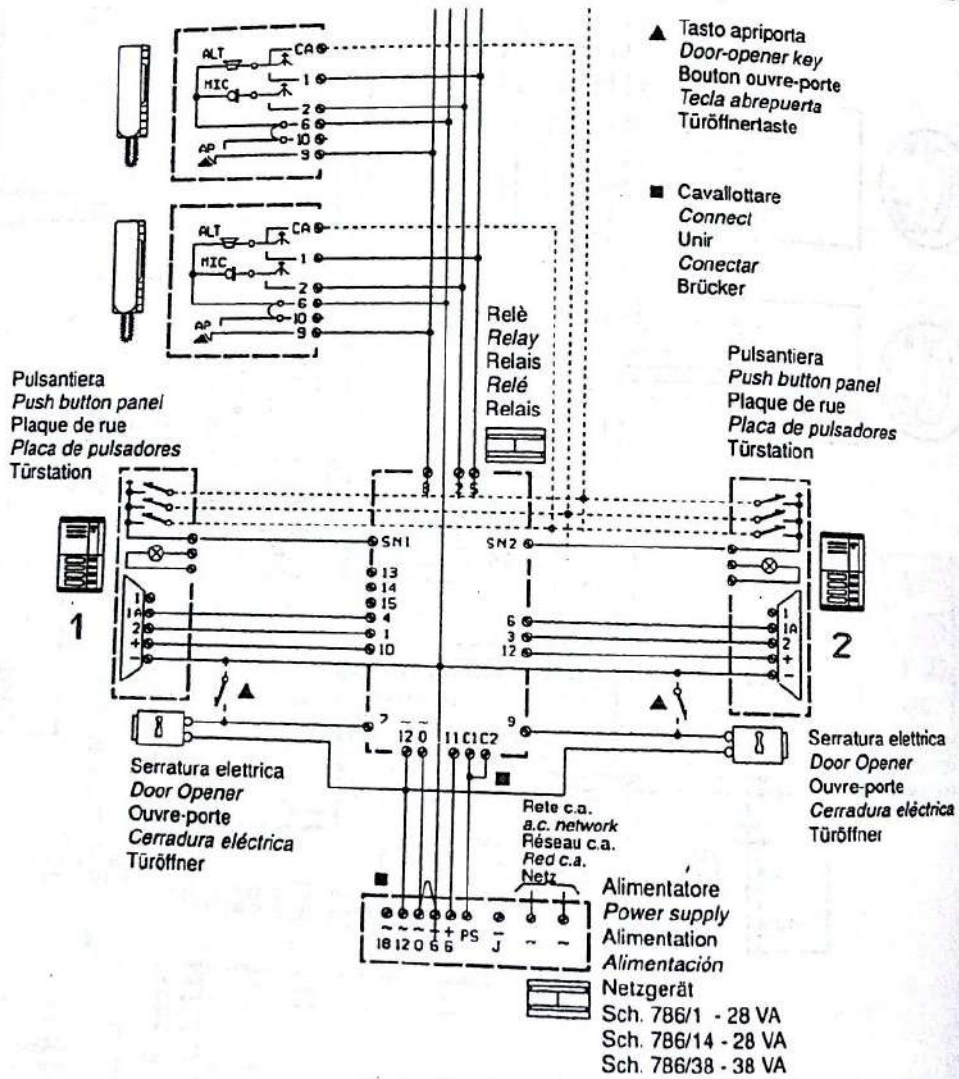 ALT
CA
1
MIC
2
6
10
AP
9
ALT
CA
1
MIC
2
6
10
AP
9
▲ Tasto apriporta
Door-opener key
Bouton ouvre-porte
Tecla abrepuerta
Türöffnertaste
■ Cavallottare
Connect
Unir
Conectar
Brücker
Relè
Relay
Relais
Relé
Relais
Pulsantiera
Push button panel
Plaque de rue
Placa de pulsadores
Türstation
Pulsantiera
Push button panel
Plaque de rue
Placa de pulsadores
Türstation
8 2 5
SN1
SN2
13
14
15
4
1
10
6
3
12
1
1A
2
+
−
1
1
1A
2
+
−
2
7
~ ~
12 0
11 C1 C2
9
Serratura elettrica
Door Opener
Ouvre-porte
Cerradura eléctrica
Türöffner
Serratura elettrica
Door Opener
Ouvre-porte
Cerradura eléctrica
Türöffner
Rete c.a.
a.c. network
Réseau c.a.
Red c.a.
Netz
~ ~ ~ − + PS − ~ ~
18 12 0 6 6 J
Alimentatore
Power supply
Alimentation
Alimentación
Netzgerät
Sch. 786/1 - 28 VA
Sch. 786/14 - 28 VA
Sch. 786/38 - 38 VA